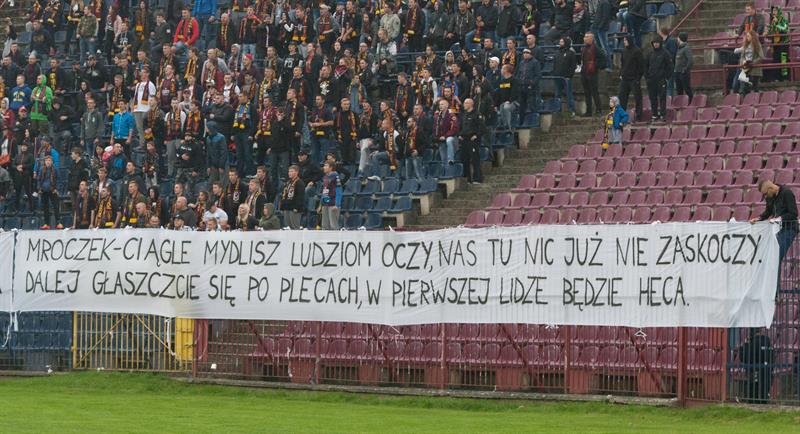 MROCZEK-CIĄGLE MYDLISZ LUDZIOM OCZY, NAS TU NIC JUŻ NIE ZASKOCZY.
DALEJ GŁASZCZCIE SIĘ PO PLECACH, W PIERWSZEJ LIDZE BĘDZIE HECA.